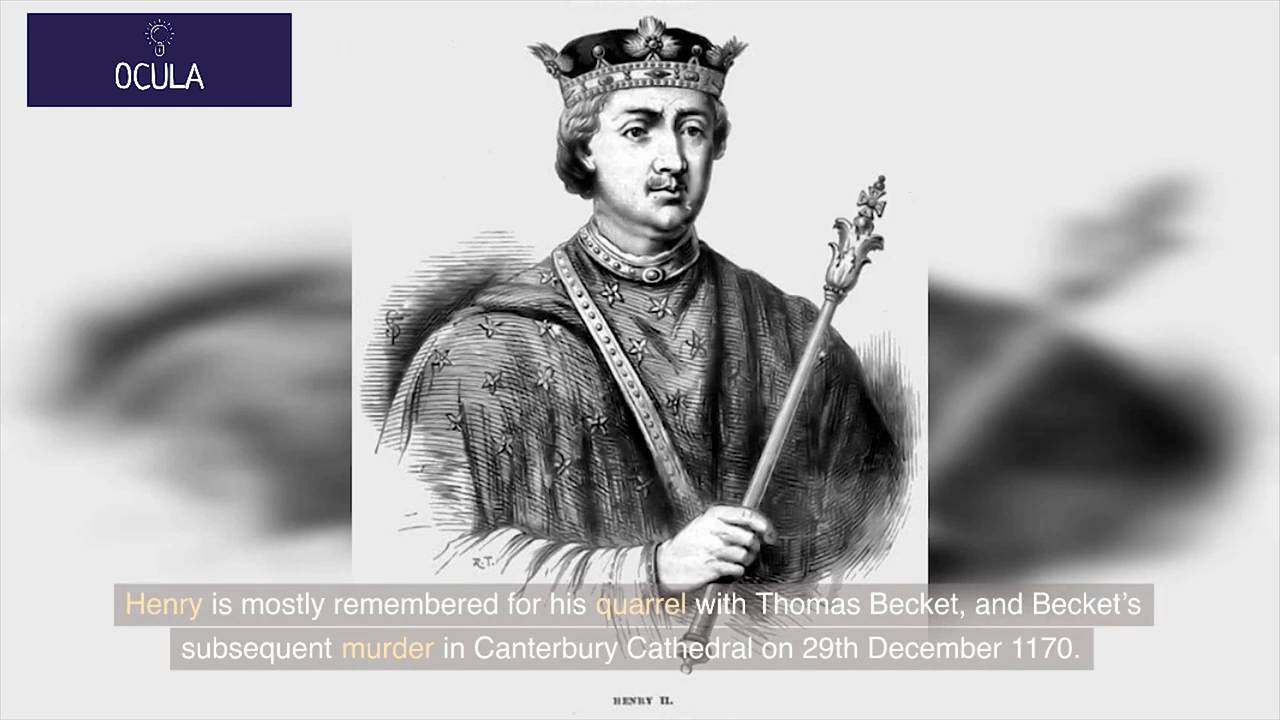 OCULA
R.T.
Henry is mostly remembered for his quarrel with Thomas Becket, and Becket's
subsequent murder in Canterbury Cathedral on 29th December 1170.
HENRY II.